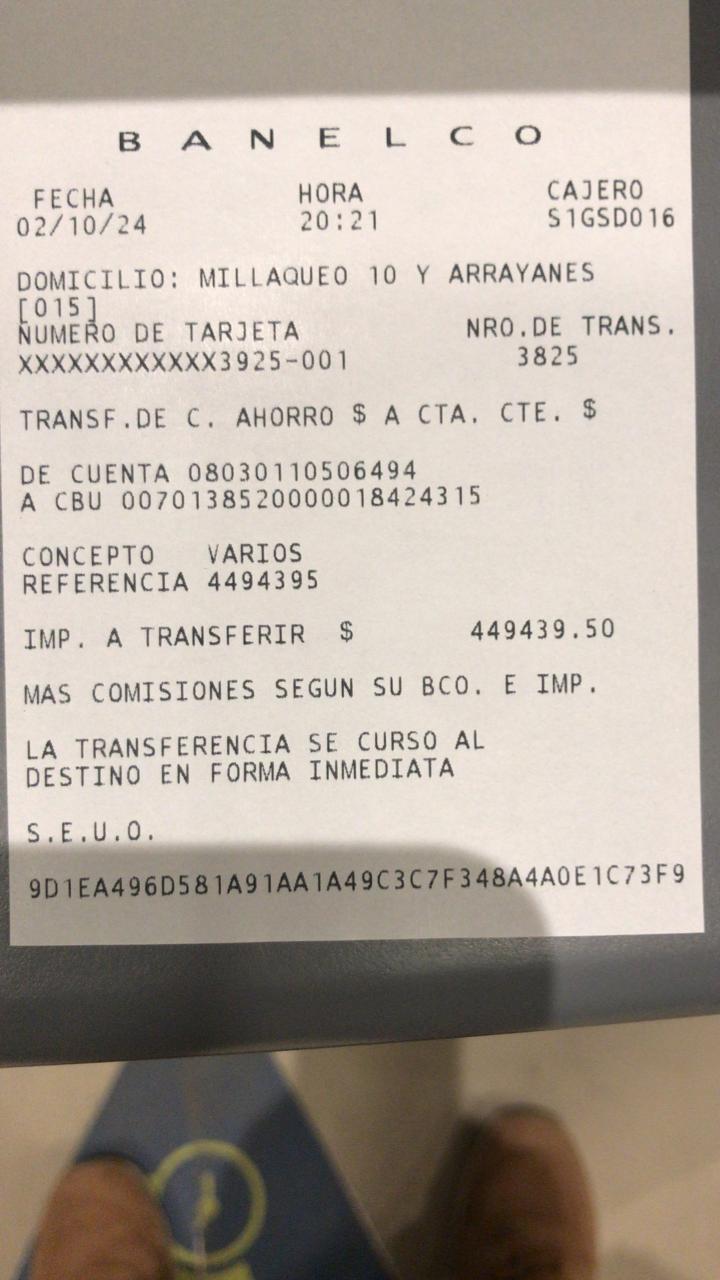 B A N E L C O
FECHA HORA CAJERO
02/10/24 20:21 S1GSD016
DOMICILIO: MILLAQUEO 10 Y ARRAYANES
[015]
NUMERO DE TARJETA NRO.DE TRANS.
XXXXXXXXXXXX3925-001 3825
TRANSF.DE C. AHORRO $ A CTA. CTE. $
DE CUENTA 08030110506494
A CBU 0070138520000018424315
CONCEPTO VARIOS
REFERENCIA 4494395
IMP. A TRANSFERIR $ 449439.50
MAS COMISIONES SEGUN SU BCO. E IMP.
LA TRANSFERENCIA SE CURSO AL
DESTINO EN FORMA INMEDIATA
S.E.U.O.
9D1EA496D581A91AA1A49C3C7F348A4A0E1C73F9